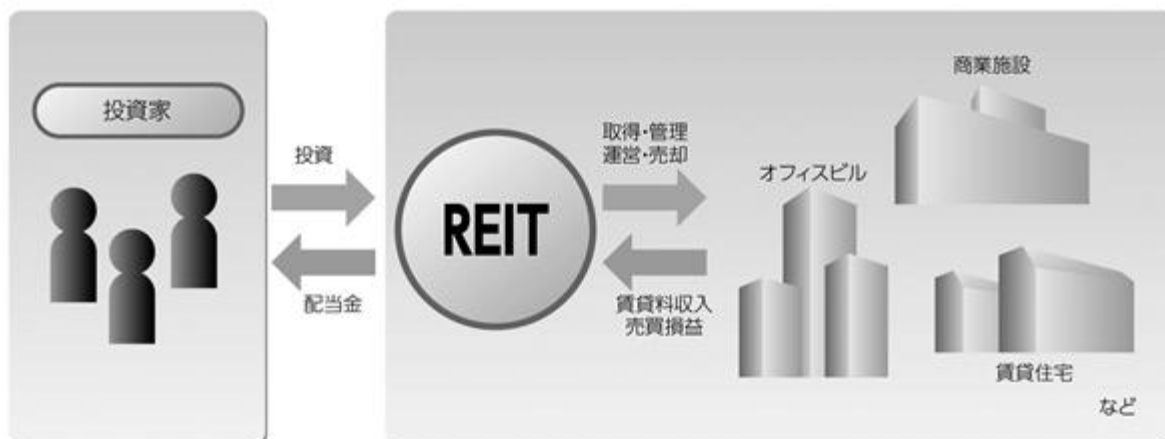 投資家
投資
配当金
REIT
取得・管理
運営・売却
賃貸料収入
売買損益
商業施設
オフィスビル
賃貸住宅
など